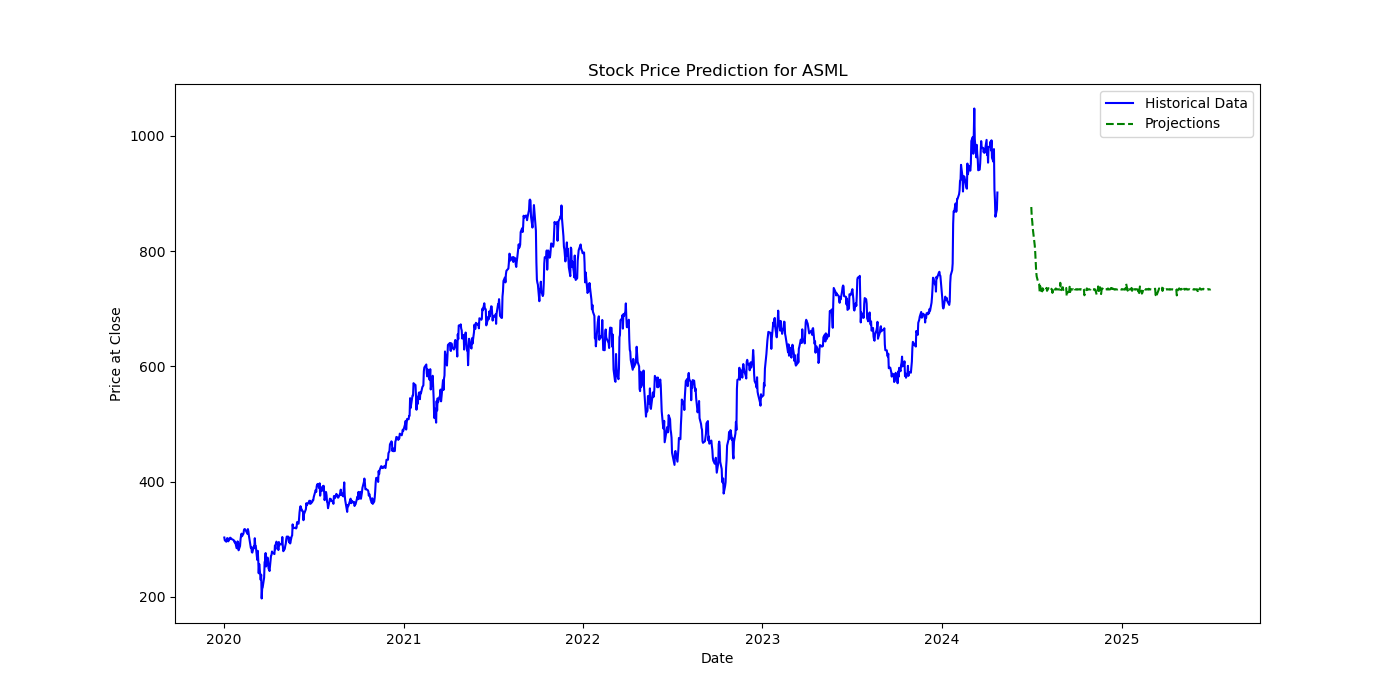 Stock Price Prediction for ASML
Historical Data
Projections
Price at Close
1000
800
600
400
200
2020 2021 2022 2023 2024 2025
Date